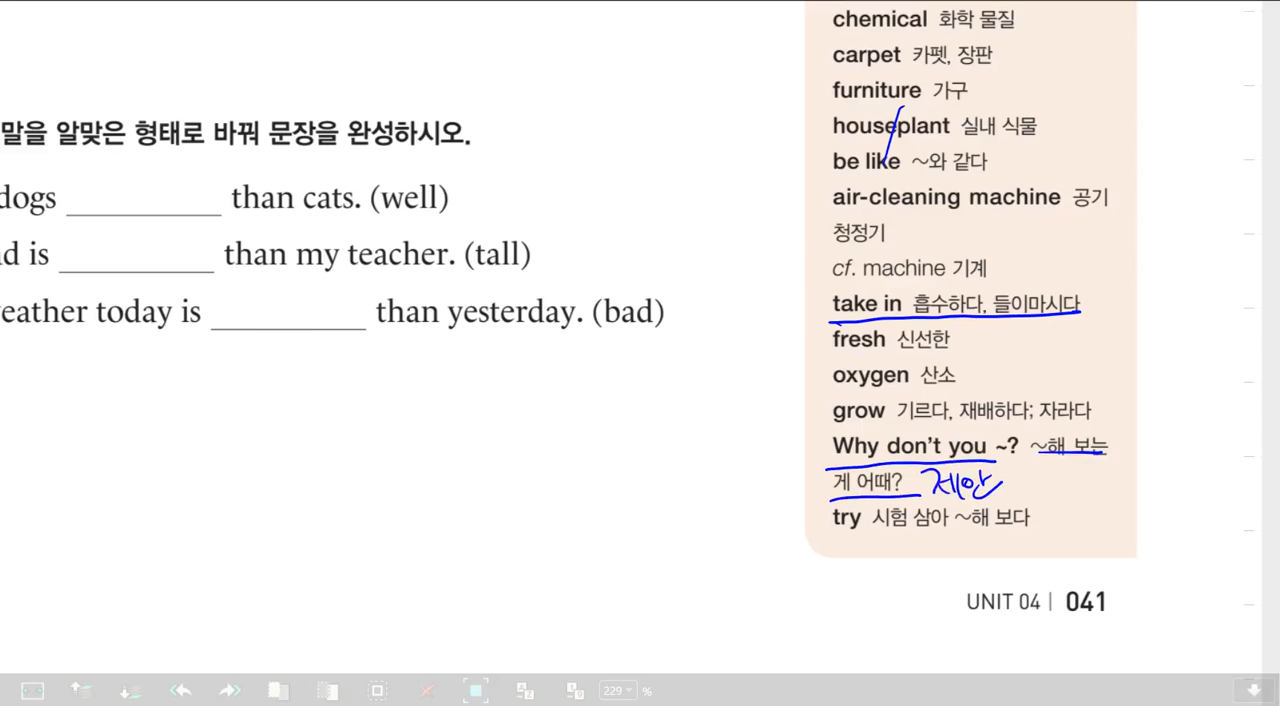 말을 알맞은 형태로 바꿔 문장을 완성하시오.
dogs ____________ than cats. (well)
d is ____________ than my teacher. (tall)
eather today is ____________ than yesterday. (bad)
chemical 화학 물질
carpet 카펫, 장판
furniture 가구
houseplant 실내 식물
be like ~와 같다
air-cleaning machine 공기
청정기
cf. machine 기계
take in 흡수하다, 들이마시다
fresh 신선한
oxygen 산소
grow 기르다, 재배하다; 자라다
Why don't you ~? ~해 보는
게 어때? 제안
try 시험 삼아 ~해 보다
UNIT 04 | 041
229 %